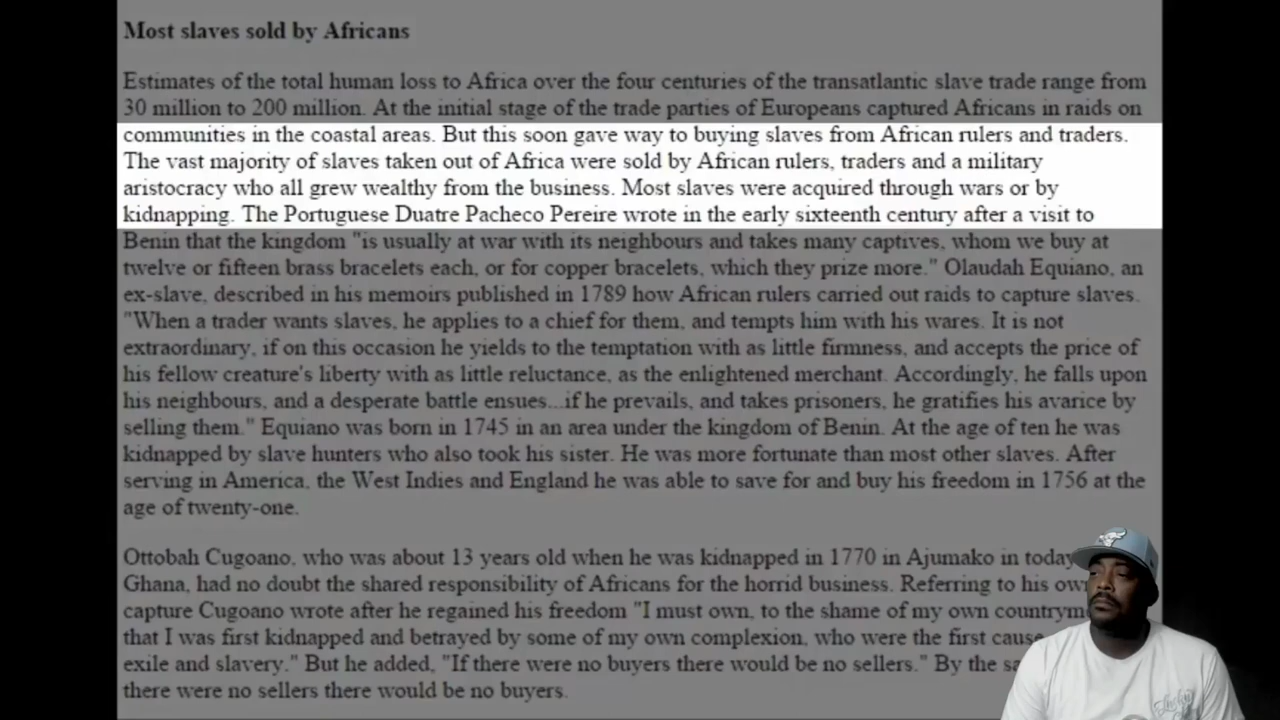 Most slaves sold by Africans
Estimates of the total human loss to Africa over the four centuries of the transatlantic slave trade range from
30 million to 200 million. At the initial stage of the trade parties of Europeans captured Africans in raids on
communities in the coastal areas. But this soon gave way to buying slaves from African rulers and traders.
The vast majority of slaves taken out of Africa were sold by African rulers, traders and a military
aristocracy who all grew wealthy from the business. Most slaves were acquired through wars or by
kidnapping. The Portuguese Duatre Pacheco Pereire wrote in the early sixteenth century after a visit to
Benin that the kingdom "is usually at war with its neighbours and takes many captives, whom we buy at
twelve or fifteen brass bracelets each, or for copper bracelets, which they prize more." Olaudah Equiano, an
ex-slave, described in his memoirs published in 1789 how African rulers carried out raids to capture slaves.
"When a trader wants slaves, he applies to a chief for them, and tempts him with his wares. It is not
extraordinary, if on this occasion he yields to the temptation with as little firmness, and accepts the price of
his fellow creature's liberty with as little reluctance, as the enlightened merchant. Accordingly, he falls upon
his neighbours, and a desperate battle ensues...if he prevails, and takes prisoners, he gratifies his avarice by
selling them." Equiano was born in 1745 in an area under the kingdom of Benin. At the age of ten he was
kidnapped by slave hunters who also took his sister. He was more fortunate than most other slaves. After
serving in America, the West Indies and England he was able to save for and buy his freedom in 1756 at the
age of twenty-one.
Ottobah Cugoano, who was about 13 years old when he was kidnapped in 1770 in Ajumako in today
Ghana, had no doubt the shared responsibility of Africans for the horrid business. Referring to his ow
capture Cugoano wrote after he regained his freedom "I must own, to the shame of my own countrym
that I was first kidnapped and betrayed by some of my own complexion, who were the first cause
exile and slavery." But he added, "If there were no buyers there would be no sellers." By the sa
there were no sellers there would be no buyers.